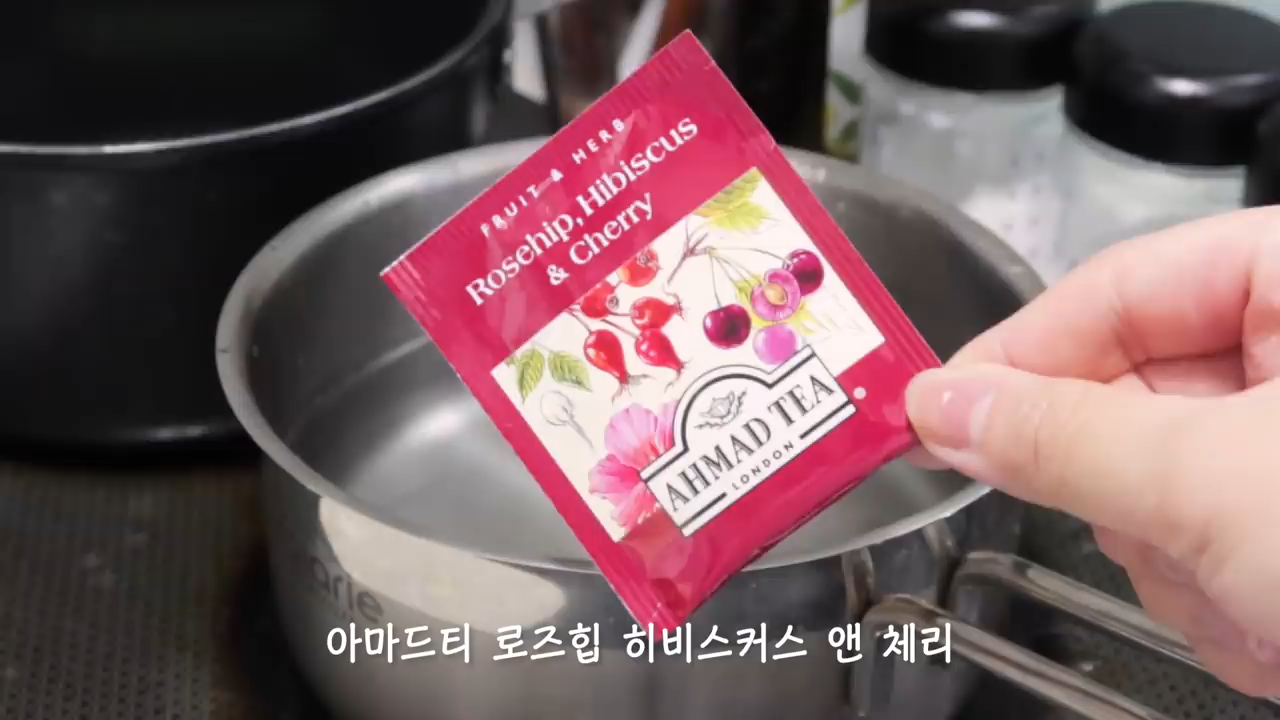 FRUIT & HERB
Rosehip, Hibiscus
& Cherry
AHMAD TEA
LONDON
arie
아마드티 로즈힙 히비스커스 앤 체리